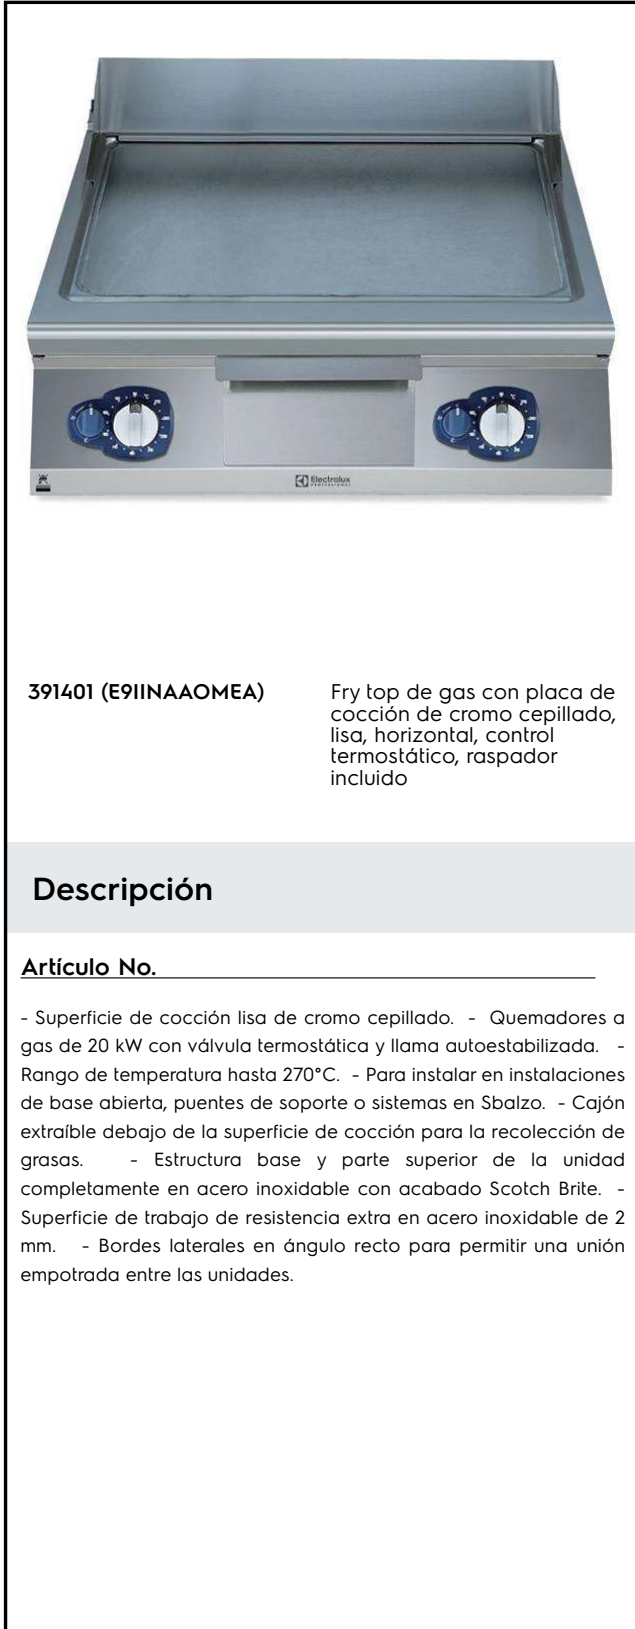 Electrolux
PROFESSIONAL
391401 (E9IINAAOMEA)
Fry top de gas con placa de
cocción de cromo cepillado,
lisa, horizontal, control
termostático, raspador
incluido
Descripción
Artículo No.
- Superficie de cocción lisa de cromo cepillado. - Quemadores a
gas de 20 kW con válvula termostática y llama autoestabilizada. -
Rango de temperatura hasta 270°C. - Para instalar en instalaciones
de base abierta, puentes de soporte o sistemas en Sbalzo. - Cajón
extraíble debajo de la superficie de cocción para la recolección de
grasas. - Estructura base y parte superior de la unidad
completamente en acero inoxidable con acabado Scotch Brite. -
Superficie de trabajo de resistencia extra en acero inoxidable de 2
mm. - Bordes laterales en ángulo recto para permitir una unión
empotrada entre las unidades.